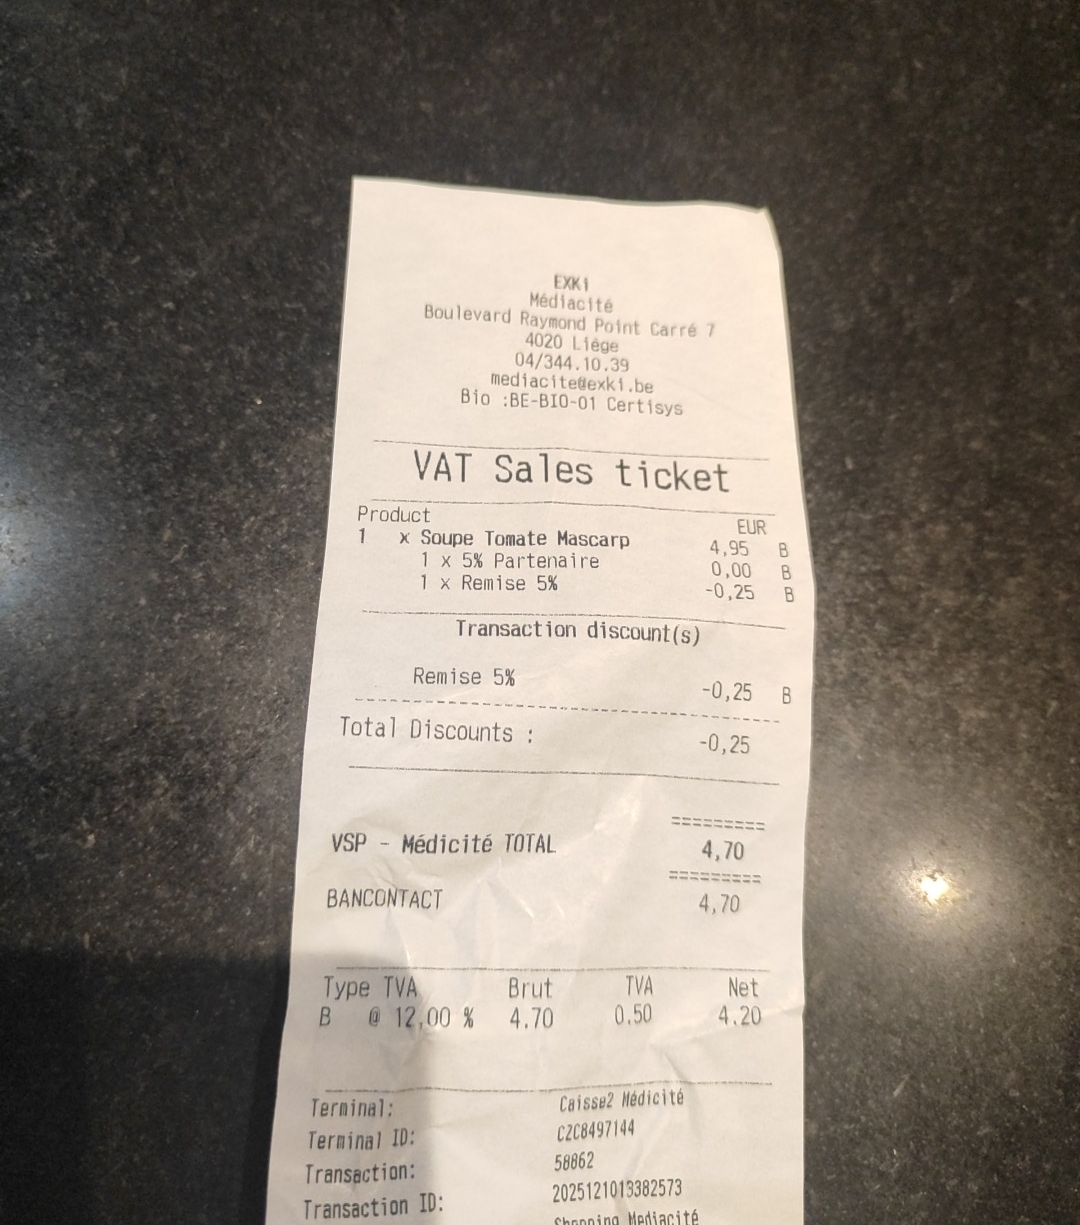 EXKi
Médiacité
Boulevard Raymond Point Carré 7
4020 Liège
04/344.10.39
mediacite@exki.be
Bio :BE-BIO-01 Certisys
VAT Sales ticket
Product EUR
1 x Soupe Tomate Mascarp 4,95 B
1 x 5% Partenaire 0,00 B
1 x Remise 5% -0,25 B
Transaction discount(s)
Remise 5% -0,25 B
Total Discounts : -0,25
=========
VSP - Médicité TOTAL 4,70
=========
BANCONTACT 4,70
Type TVA Brut TVA Net
B @ 12,00 % 4.70 0.50 4.20
Terminal: Caisse2 Médicité
Terminal ID: C2C8497144
Transaction: 58862
Transaction ID: 2025121013382573
Shopping Mediacité